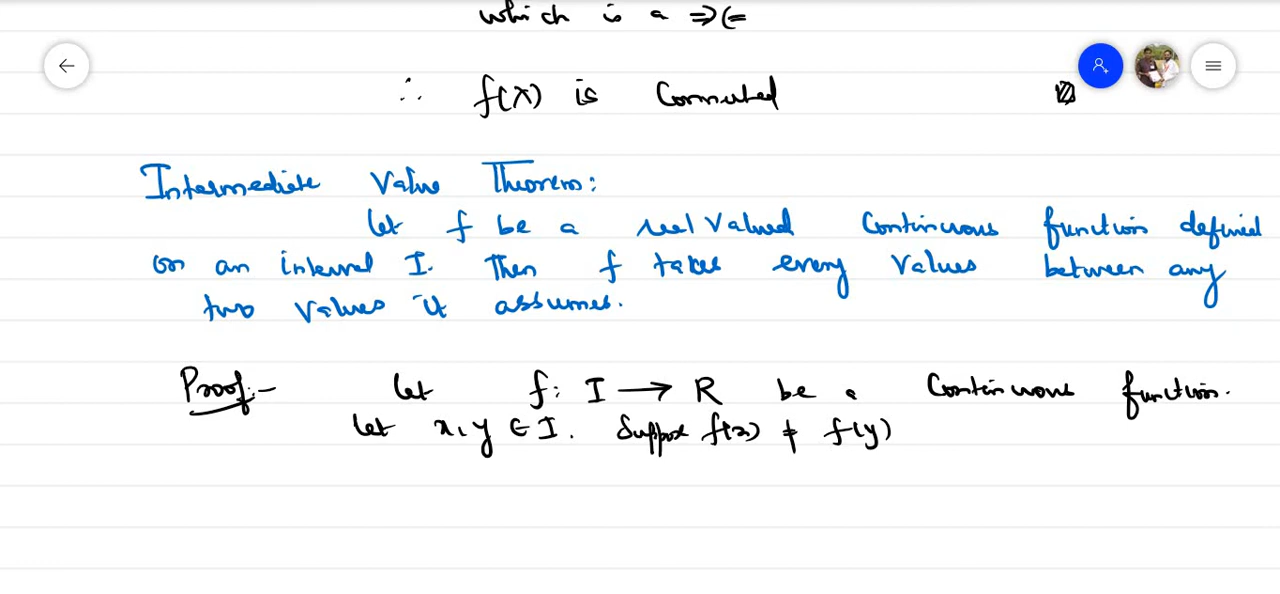 which is a ⇒⇐
∴ f(X) is Connected
Intermediate Value Theorem:
let f be a real valued continuous function defined
on an interval I. Then f takes every values between any
two values it assumes.
Proof:- let f: I → R be a continuous function.
let x, y ∈ I. Suppose f(x) ≠ f(y)